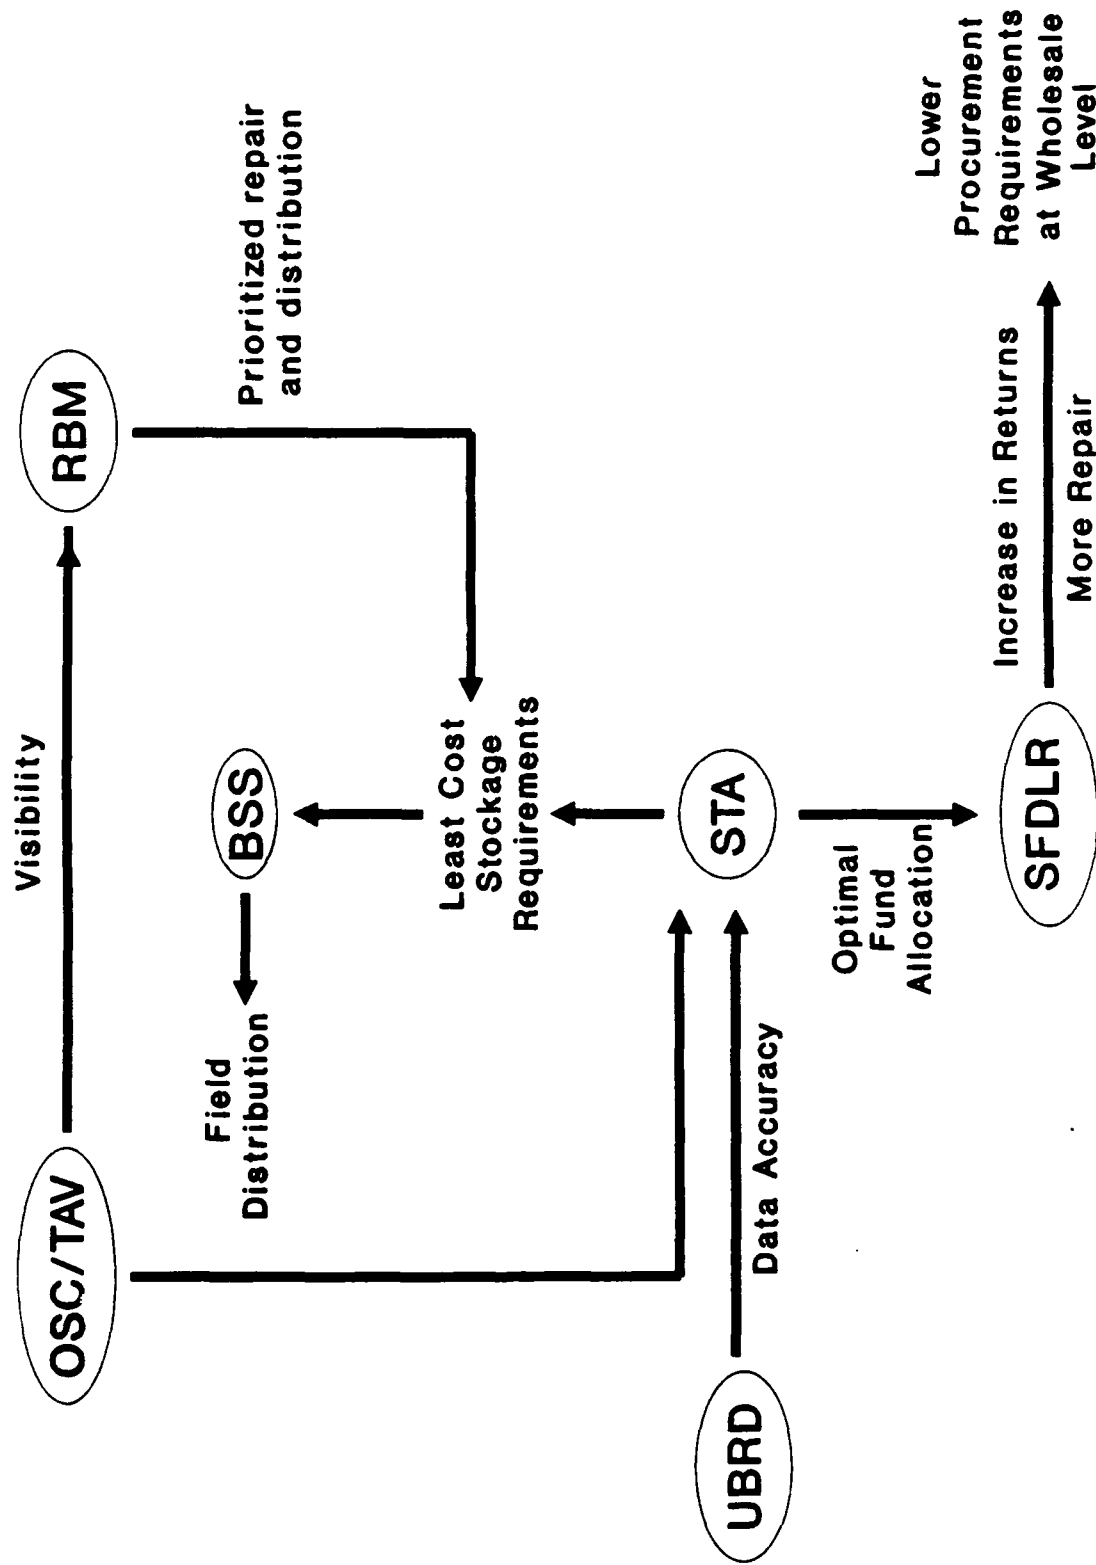 OSC/TAV
Visibility
RBM
Field
Distribution
BSS
Prioritized repair
and distribution
Least Cost
Stockage
Requirements
UBRD
Data Accuracy
STA
Optimal
Fund
Allocation
SFDLR
Increase in Returns
More Repair
Lower
Procurement
Requirements
at Wholesale
Level